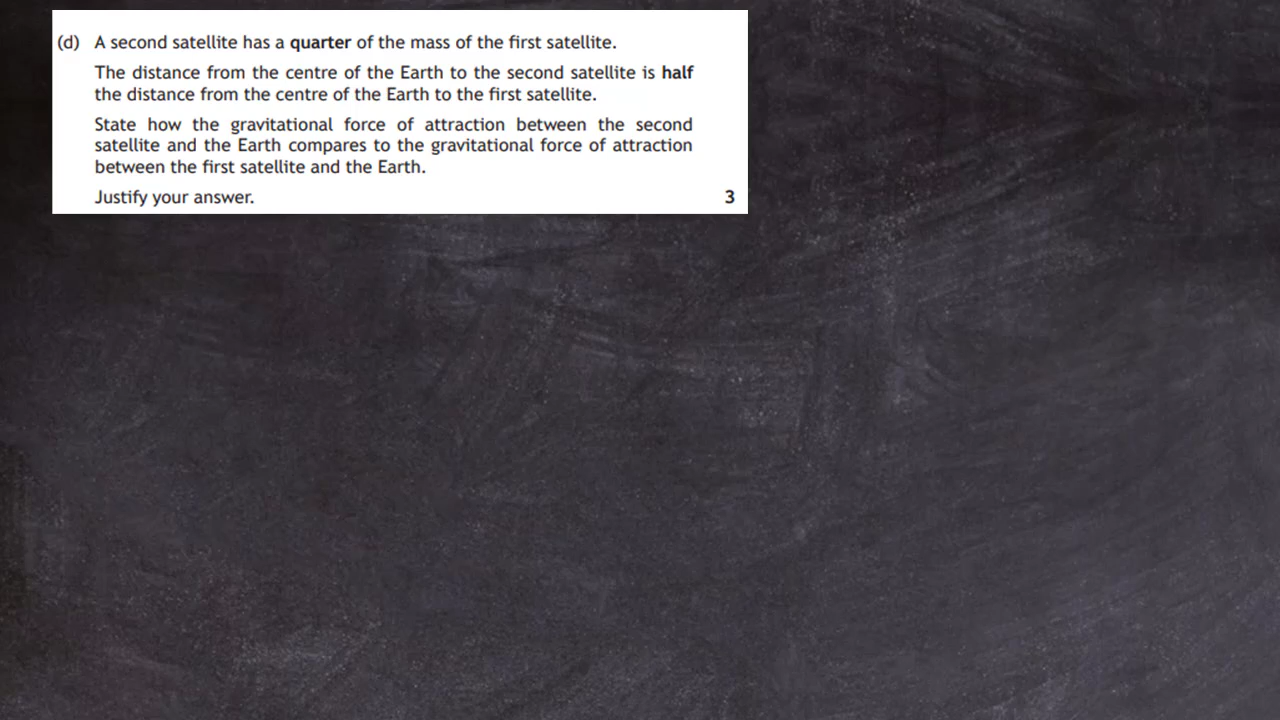 (d) A second satellite has a quarter of the mass of the first satellite.
The distance from the centre of the Earth to the second satellite is half
the distance from the centre of the Earth to the first satellite.
State how the gravitational force of attraction between the second
satellite and the Earth compares to the gravitational force of attraction
between the first satellite and the Earth.
Justify your answer. 3